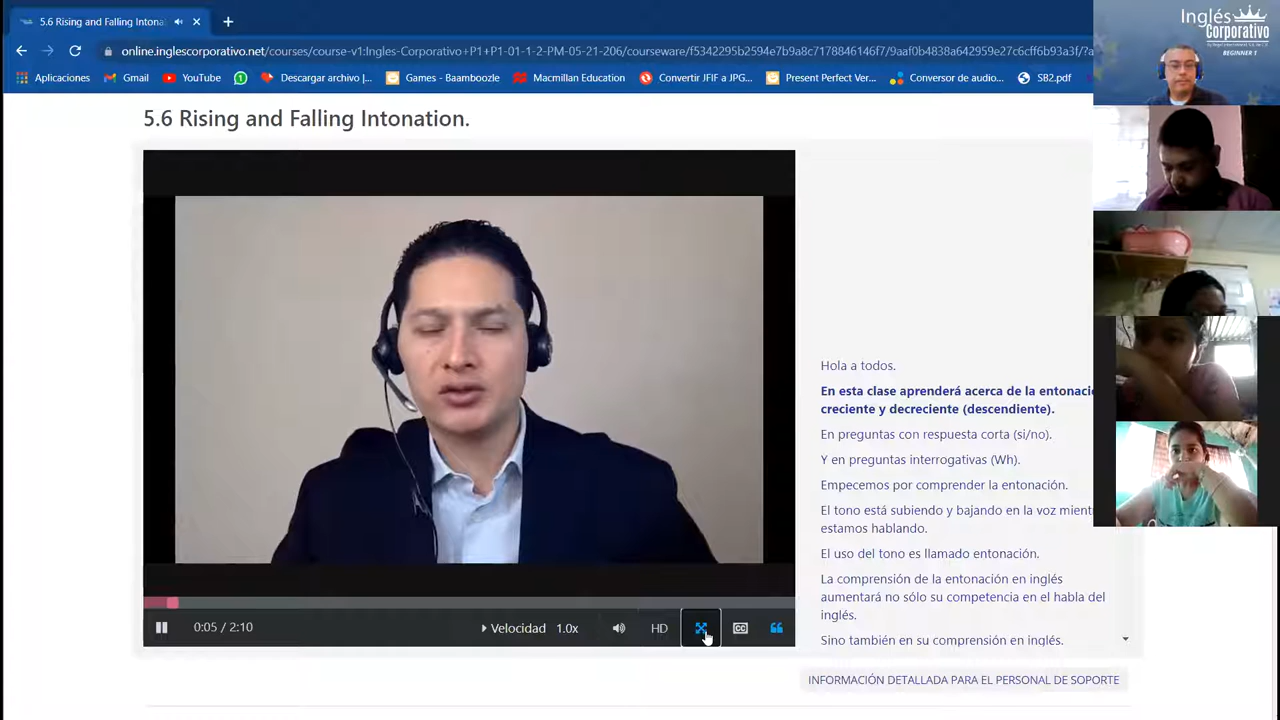 5.6 Rising and Falling Intona
online.inglescorporativo.net/courses/course-v1:Ingles-Corporativo+P1+P1-01-1-2-PM-05-21-206/courseware/f5342295b2594e7b9a8c7178846146f7/9aaf0b4838a642959e27c6cff6b93a3f/7a
Aplicaciones
Gmail
YouTube
Descargar archivo |...
Games - Bamboozle
Macmillan Education
Convertir JFIF a JPG...
Present Perfect Ver...
Conversor de audio...
SB2.pdf
Inglés
Corporativo
BEGINNER 1
5.6 Rising and Falling Intonation.
Hola a todos.
En esta clase aprenderá acerca de la entonació
creciente y decreciente (descendiente).
En preguntas con respuesta corta (si/no).
Y en preguntas interrogativas (Wh).
Empecemos por comprender la entonación.
El tono está subiendo y bajando en la voz mient
estamos hablando.
El uso del tono es llamado entonación.
La comprensión de la entonación en inglés
aumentará no sólo su competencia en el habla del
inglés.
Sino también en su comprensión en inglés.
0:05 / 2:10
Velocidad 1.0x
HD
CC
INFORMACIÓN DETALLADA PARA EL PERSONAL DE SOPORTE